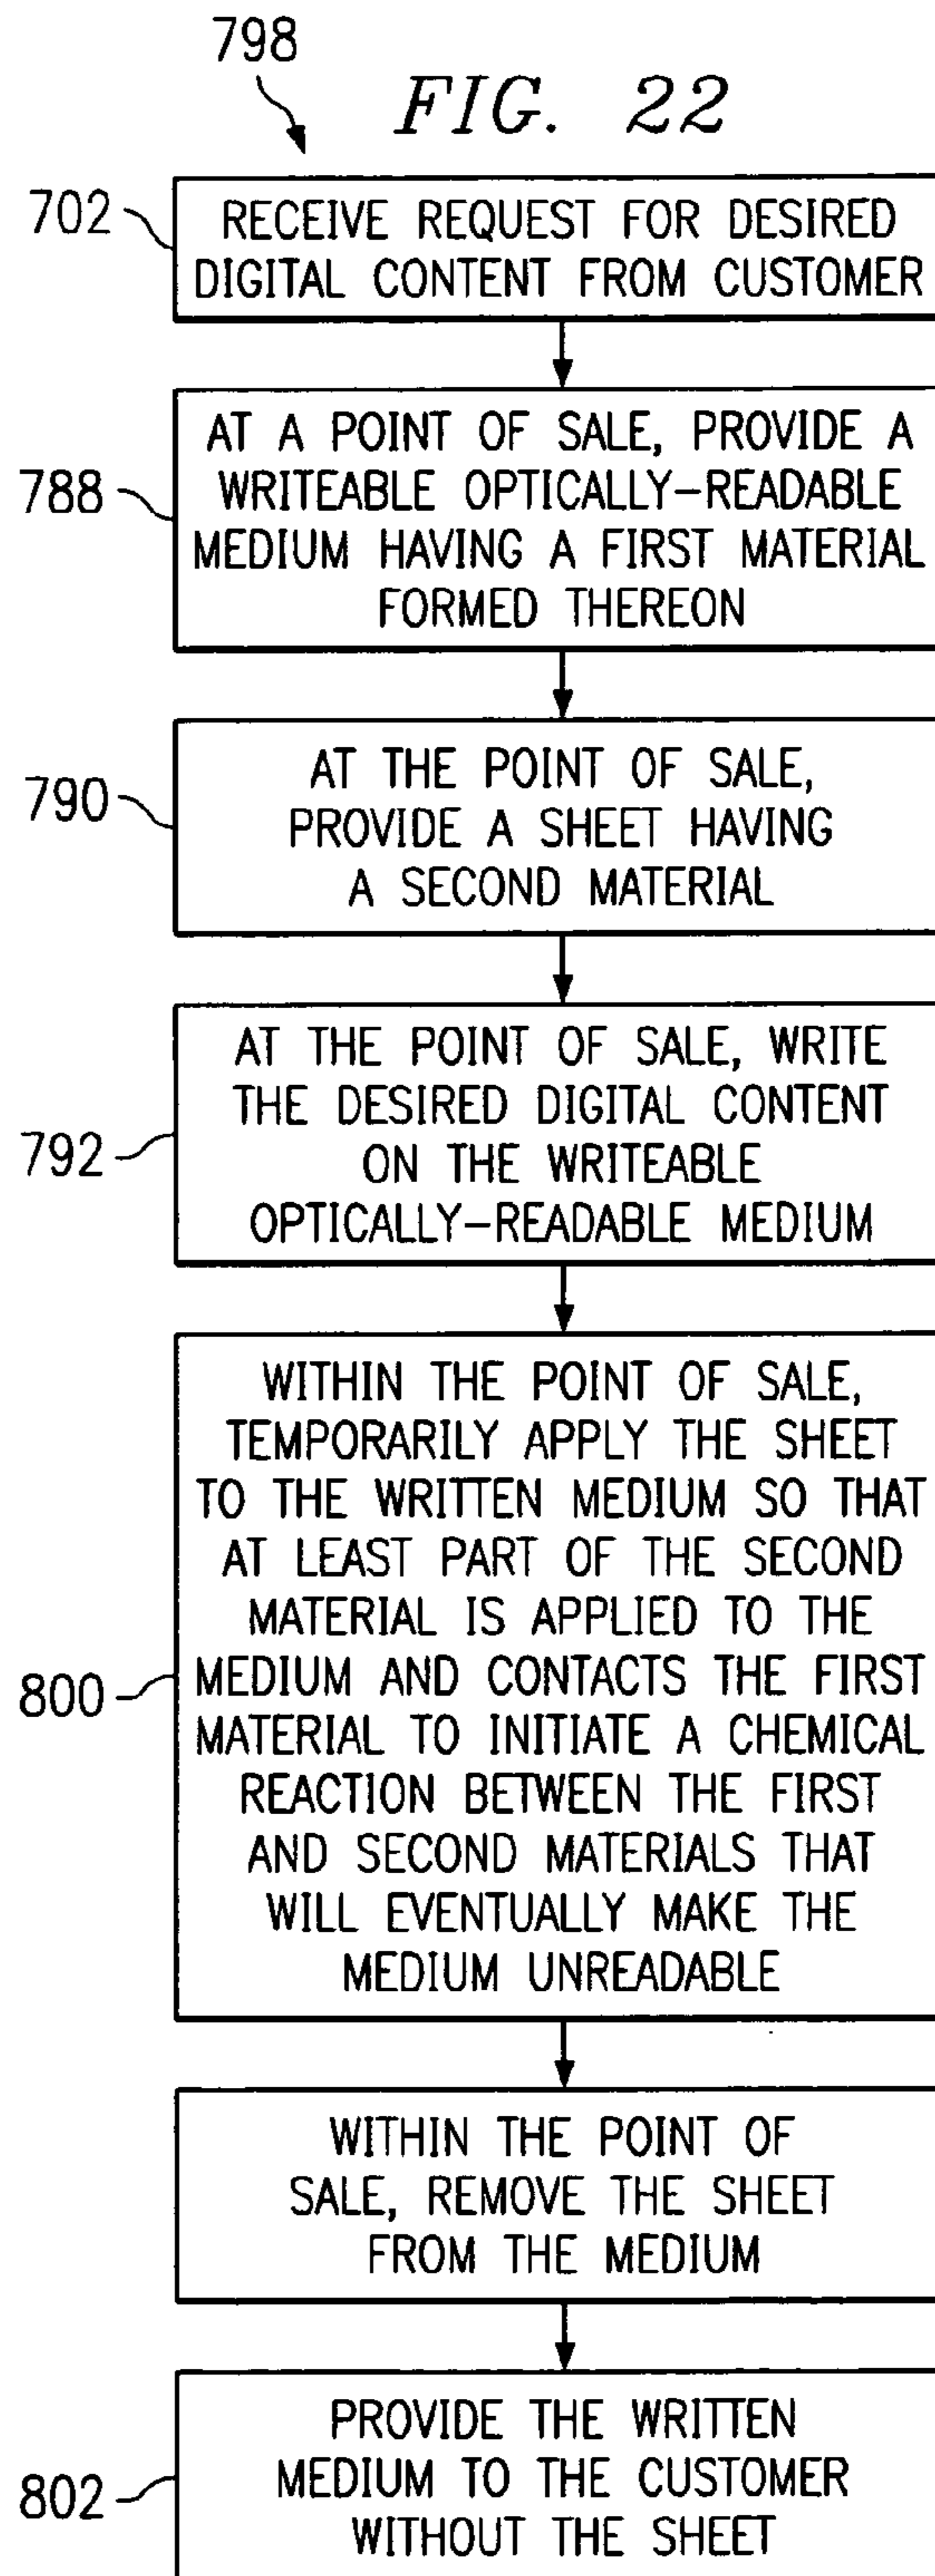 798
FIG. 22
702
RECEIVE REQUEST FOR DESIRED
DIGITAL CONTENT FROM CUSTOMER
788
AT A POINT OF SALE, PROVIDE A
WRITEABLE OPTICALLY–READABLE
MEDIUM HAVING A FIRST MATERIAL
FORMED THEREON
790
AT THE POINT OF SALE,
PROVIDE A SHEET HAVING
A SECOND MATERIAL
792
AT THE POINT OF SALE, WRITE
THE DESIRED DIGITAL CONTENT
ON THE WRITEABLE
OPTICALLY–READABLE MEDIUM
800
WITHIN THE POINT OF SALE,
TEMPORARILY APPLY THE SHEET
TO THE WRITTEN MEDIUM SO THAT
AT LEAST PART OF THE SECOND
MATERIAL IS APPLIED TO THE
MEDIUM AND CONTACTS THE FIRST
MATERIAL TO INITIATE A CHEMICAL
REACTION BETWEEN THE FIRST
AND SECOND MATERIALS THAT
WILL EVENTUALLY MAKE THE
MEDIUM UNREADABLE
WITHIN THE POINT OF
SALE, REMOVE THE SHEET
FROM THE MEDIUM
802
PROVIDE THE WRITTEN
MEDIUM TO THE CUSTOMER
WITHOUT THE SHEET